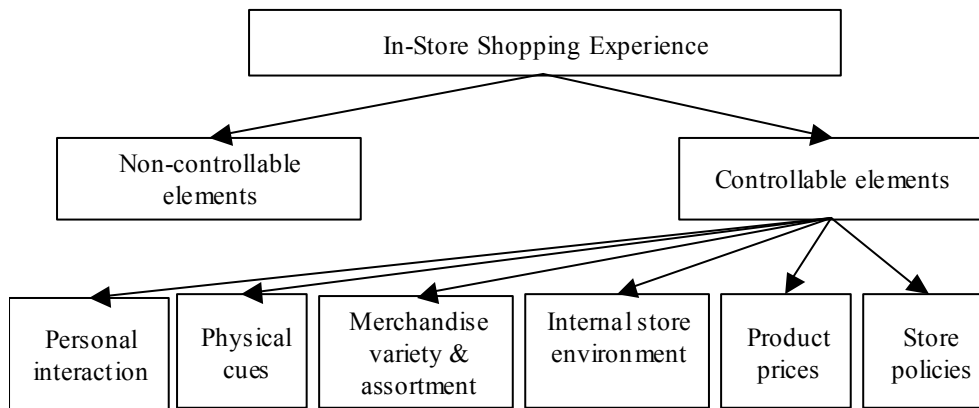 In-Store Shopping Experience
Non-controllable
elements
Controllable elements
Personal
interaction
Physical
cues
Merchandise
variety &
assortment
Internal store
environment
Product
prices
Store
policies